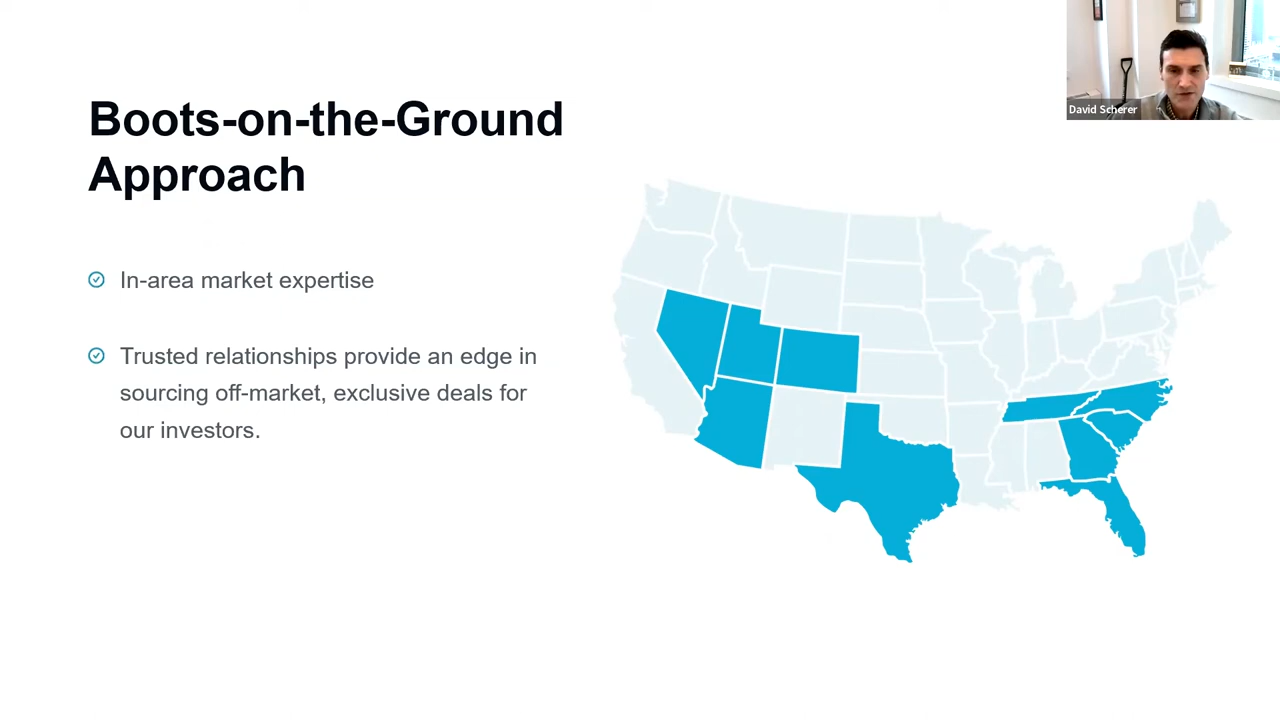 Boots-on-the-Ground
Approach
In-area market expertise
Trusted relationships provide an edge in
sourcing off-market, exclusive deals for
our investors.
David Scherer